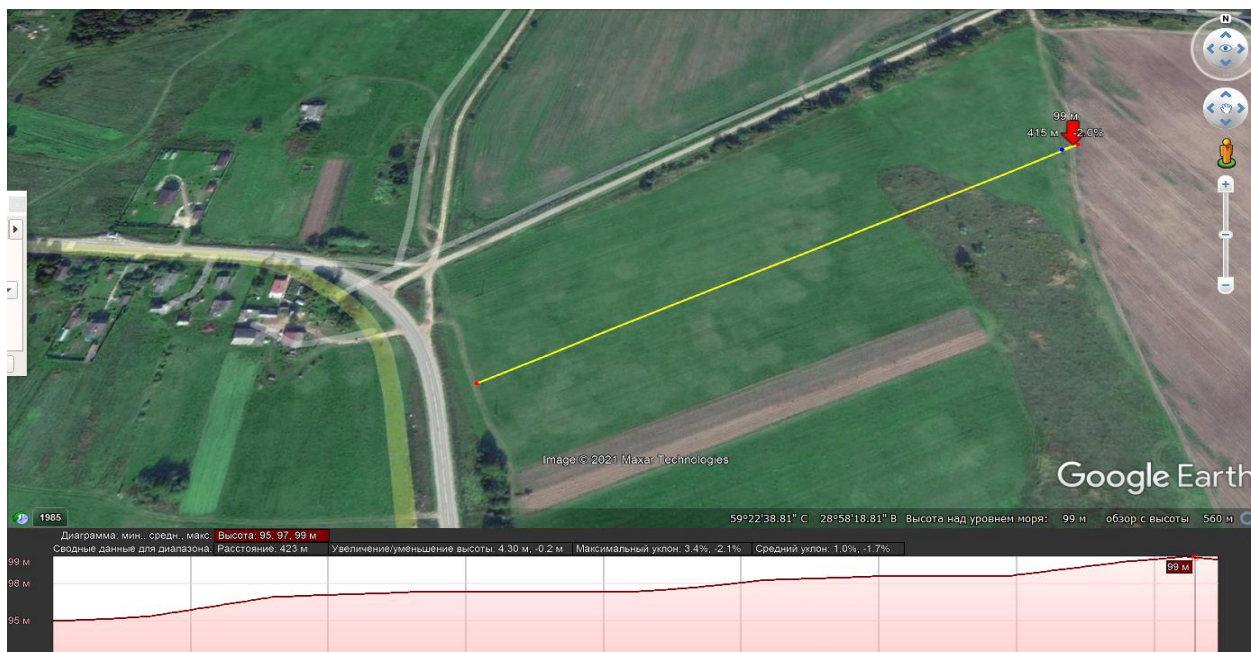 N
99 м
415 м -2.0%
Image © 2021 Maxar Technologies
Google Earth
1985
59°22'38.81" С 28°58'18.81" В Высота над уровнем моря: 99 м обзор с высоты 560 м
Диаграмма: мин., средн., макс. Высота: 95, 97, 99 м
Сводные данные для диапазона: Расстояние: 423 м Увеличение/уменьшение высоты: 4.30 м, -0.2 м Максимальный уклон: 3.4%, -2.1% Средний уклон: 1.0%, -1.7%
99 м
99 м
98 м
95 м